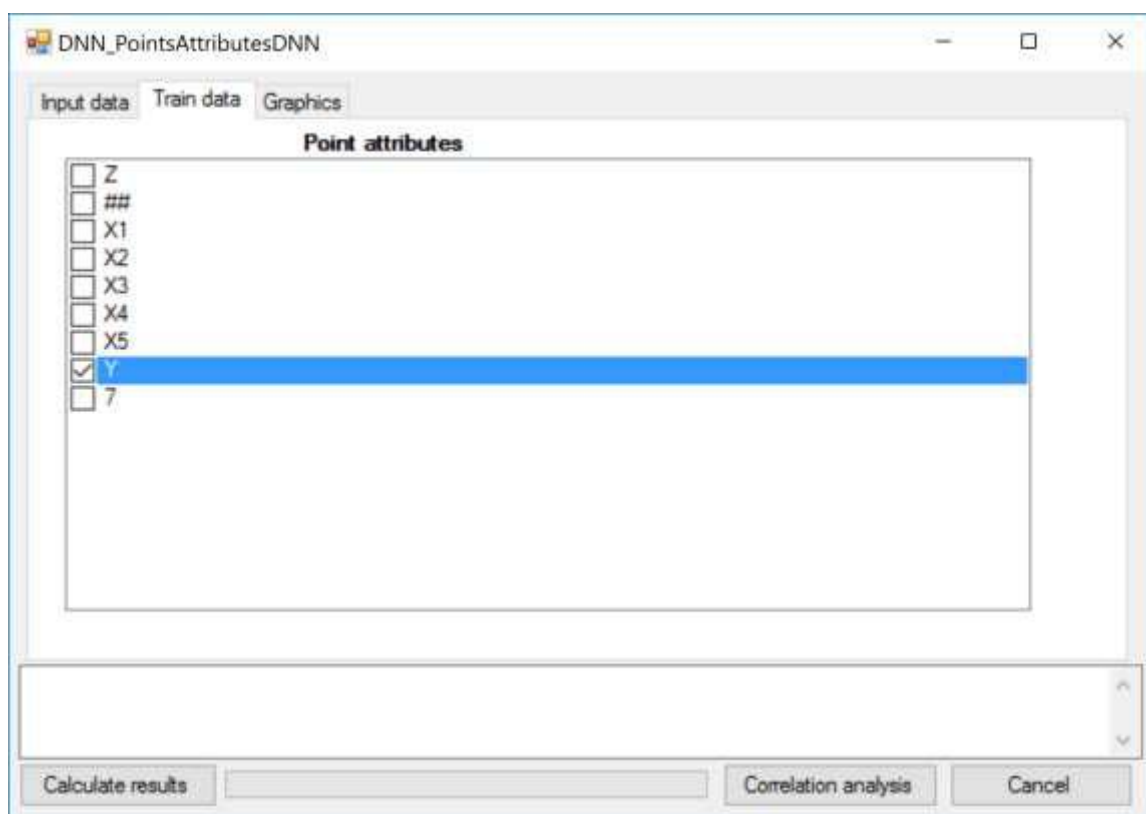 DNN_PointsAttributesDNN
Input data Train data Graphics
Point attributes
Z
##
X1
X2
X3
X4
X5
Y
7
Calculate results Correlation analysis Cancel